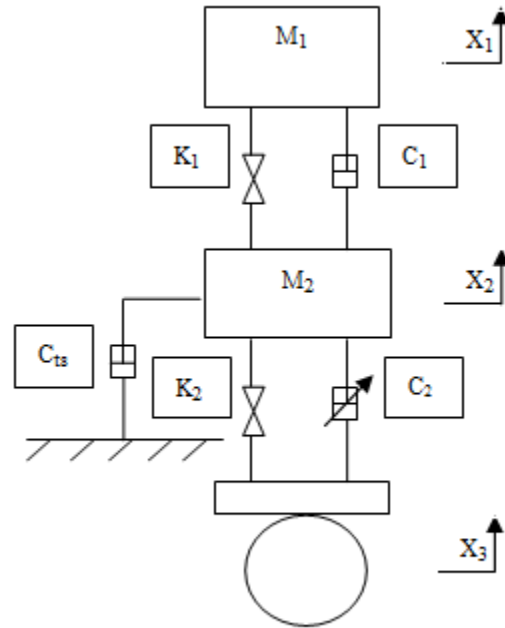 M₁
X₁
K₁
C₁
M₂
X₂
Cₜₛ
K₂
C₂
X₃